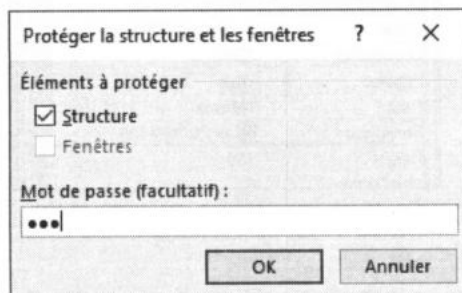 Protéger la structure et les fenêtres ? ×
Éléments à protéger
Structure
Fenêtres
Mot de passe (facultatif) :
•••
OK Annuler